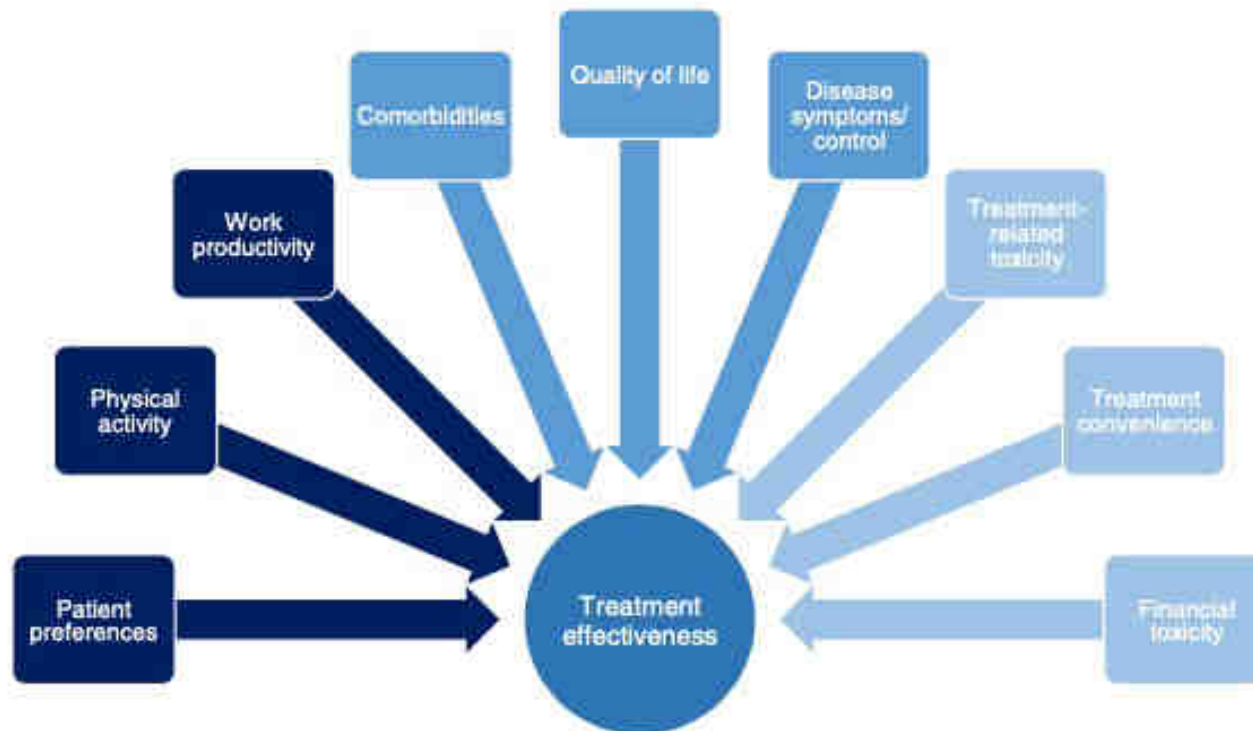 Quality of life
Comorbidities
Disease
symptoms/
control
Work
productivity
Treatment-
related
toxicity
Physical
activity
Treatment
convenience
Patient
preferences
Treatment
effectiveness
Financial
toxicity